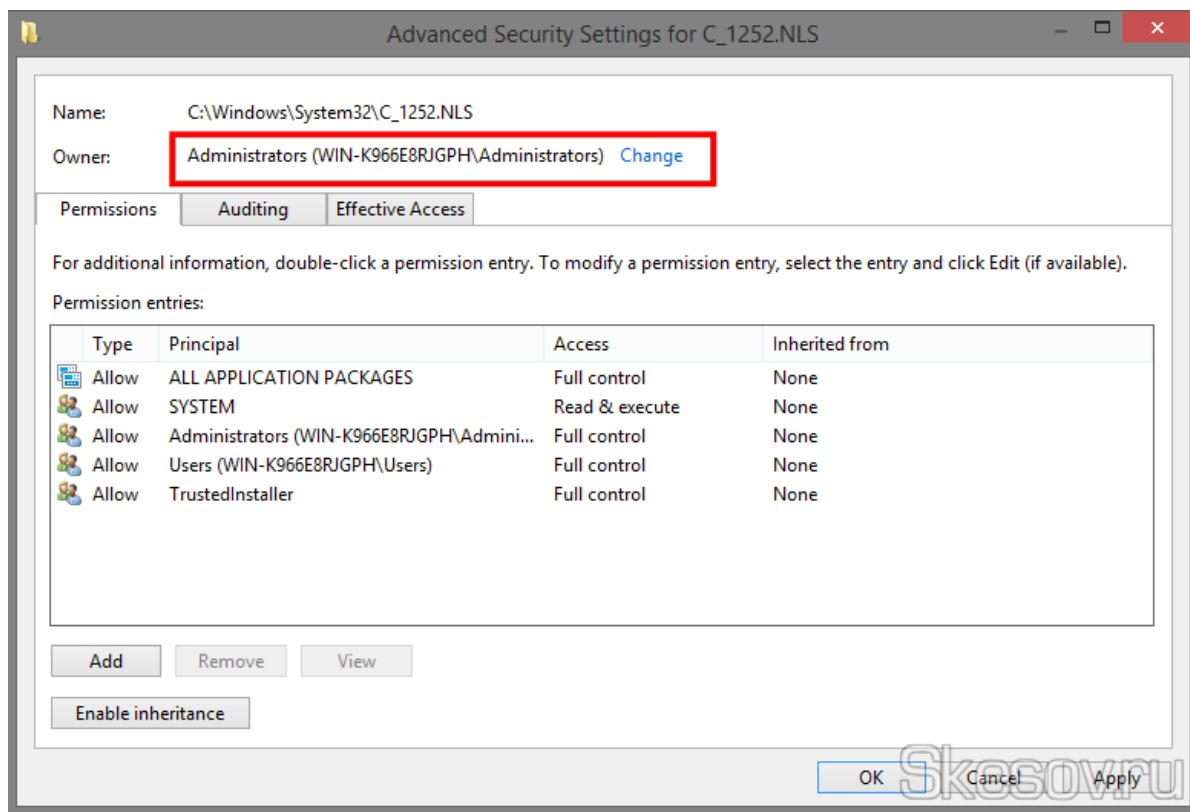 Advanced Security Settings for C_1252.NLS
Name: C:\Windows\System32\C_1252.NLS
Owner: Administrators (WIN-K966E8RJGPH\Administrators) Change
Permissions Auditing Effective Access
For additional information, double-click a permission entry. To modify a permission entry, select the entry and click Edit (if available).
Permission entries:
Type Principal Access Inherited from
Allow ALL APPLICATION PACKAGES Full control None
Allow SYSTEM Read & execute None
Allow Administrators (WIN-K966E8RJGPH\Admini... Full control None
Allow Users (WIN-K966E8RJGPH\Users) Full control None
Allow TrustedInstaller Full control None
Add Remove View
Enable inheritance
OK Cancel Apply
Skesov.ru